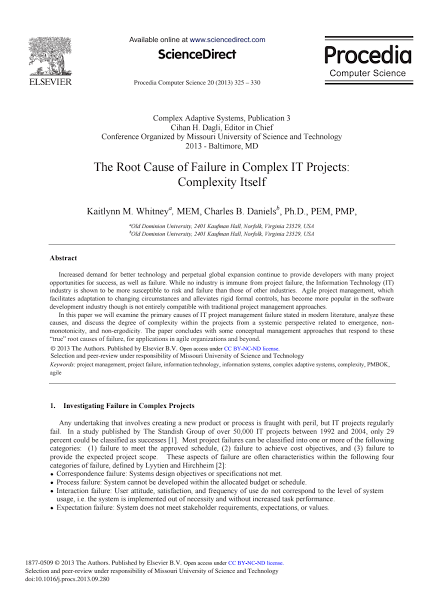 Available online at www.sciencedirect.com
ScienceDirect
ELSEVIER
Procedia Computer Science 20 (2013) 325 – 330
Procedia
Computer Science
Complex Adaptive Systems, Publication 3
Cihan H. Dagli, Editor in Chief
Conference Organized by Missouri University of Science and Technology
2013 - Baltimore, MD
The Root Cause of Failure in Complex IT Projects:
Complexity Itself
Kaitlynn M. Whitneyᵃ, MEM, Charles B. Danielsᵇ, Ph.D., PEM, PMP,
ᵃOld Dominion University, 2401 Kaufman Hall, Norfolk, Virginia 23529, USA
ᵇOld Dominion University, 2401 Kaufman Hall, Norfolk, Virginia 23529, USA
Abstract
Increased demand for better technology and perpetual global expansion continue to provide developers with many project
opportunities for success, as well as failure. While no industry is immune from project failure, the Information Technology (IT)
industry is shown to be more susceptible to risk and failure than those of other industries. Agile project management, which
facilitates adaptation to changing circumstances and alleviates rigid formal controls, has become more popular in the software
development industry though is not entirely compatible with traditional project management approaches.
In this paper we will examine the primary causes of IT project management failure stated in modern literature, analyze these
causes, and discuss the degree of complexity within the projects from a systemic perspective related to emergence, non-
monotonicity, and non-ergodicity. The paper concludes with some conceptual management approaches that respond to these
“true” root causes of failure, for applications in agile organizations and beyond.
© 2013 The Authors. Published by Elsevier B.V. Open access under CC BY-NC-ND license.
Selection and peer-review under responsibility of Missouri University of Science and Technology
Keywords: project management, project failure, information technology, information systems, complex adaptive systems, complexity, PMBOK,
agile
1. Investigating Failure in Complex Projects
Any undertaking that involves creating a new product or process is fraught with peril, but IT projects regularly
fail. In a study published by The Standish Group of over 50,000 IT projects between 1992 and 2004, only 29
percent could be classified as successes [1]. Most project failures can be classified into one or more of the following
categories: (1) failure to meet the approved schedule, (2) failure to achieve cost objectives, and (3) failure to
provide the expected project scope. These aspects of failure are often characteristics within the following four
categories of failure, defined by Lyytien and Hirchheim [2]:
• Correspondence failure: Systems design objectives or specifications not met.
• Process failure: System cannot be developed within the allocated budget or schedule.
• Interaction failure: User attitude, satisfaction, and frequency of use do not correspond to the level of system
usage, i.e: the system is implemented out of necessity and without increased task performance.
• Expectation failure: System does not meet stakeholder requirements, expectations, or values.
1877-0509 © 2013 The Authors. Published by Elsevier B.V. Open access under CC BY-NC-ND license.
Selection and peer-review under responsibility of Missouri University of Science and Technology
doi:10.1016/j.procs.2013.09.280